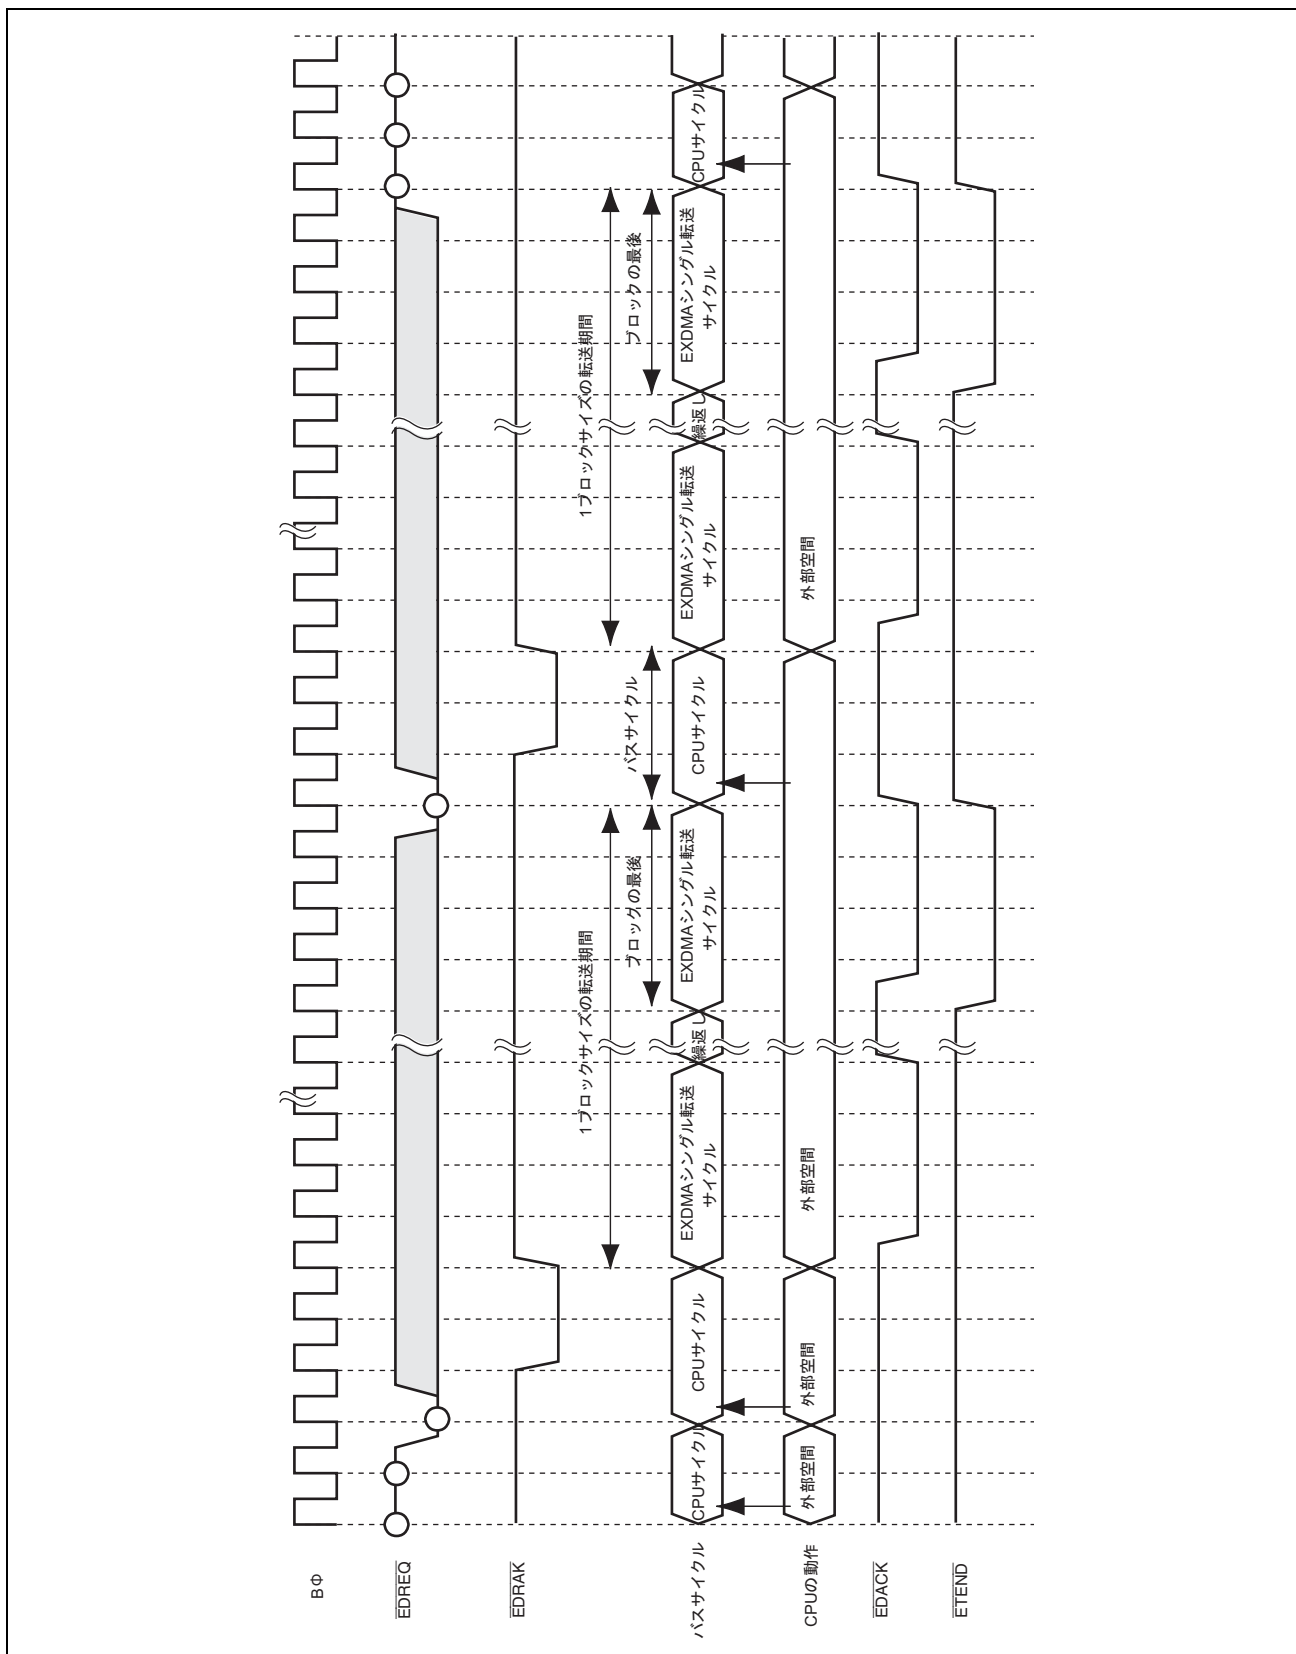 Bφ
EDREQ
EDRAK
1ブロックサイズの転送期間
1ブロックサイズの転送期間
ブロックの最後
バスサイクル
ブロックの最後
バスサイクル
CPUサイクル
CPUサイクル
EXDMAシングル転送
サイクル
繰返し
EXDMAシングル転送
サイクル
CPUサイクル
EXDMAシングル転送
サイクル
繰返し
EXDMAシングル転送
サイクル
CPUサイクル
CPUの動作
外部空間
外部空間
外部空間
外部空間
EDACK
ETEND